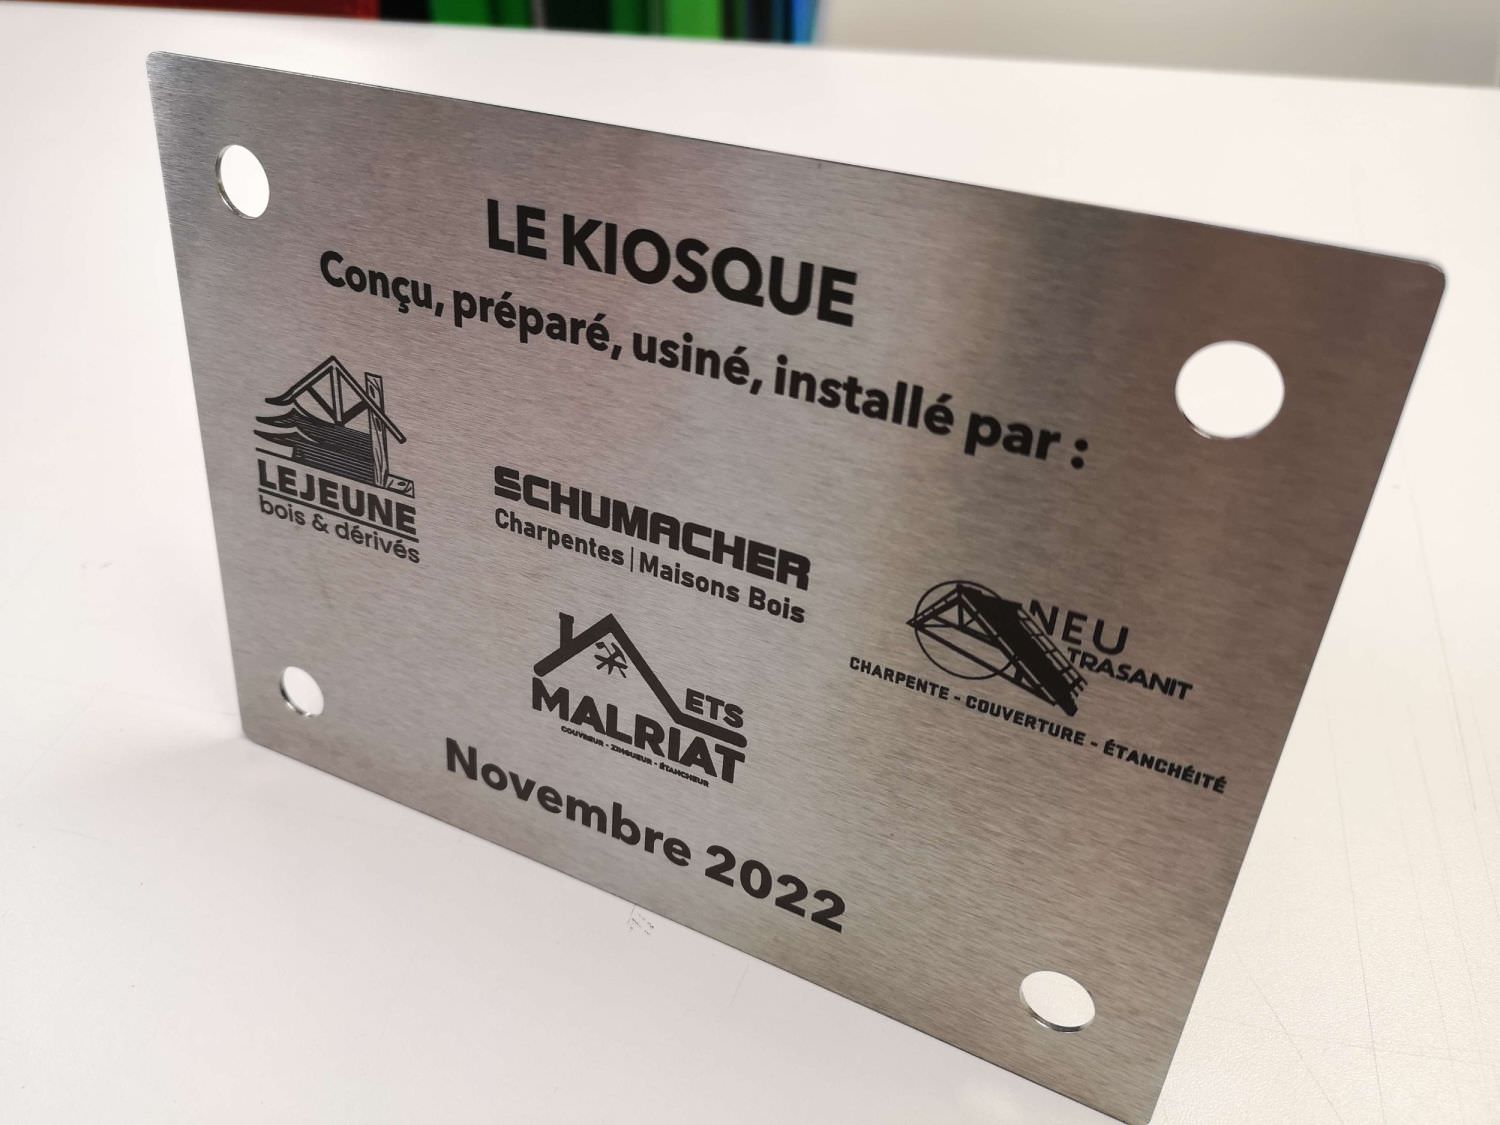 LE KIOSQUE
Conçu, préparé, usiné, installé par :
LEJEUNE
bois & dérivés
SCHUMACHER
Charpentes | Maisons Bois
NEU
TRASANIT
CHARPENTE - COUVERTURE - ÉTANCHÉITÉ
ETS
MALRIAT
COUVREUR - ZINGUEUR - ÉTANCHEUR
Novembre 2022